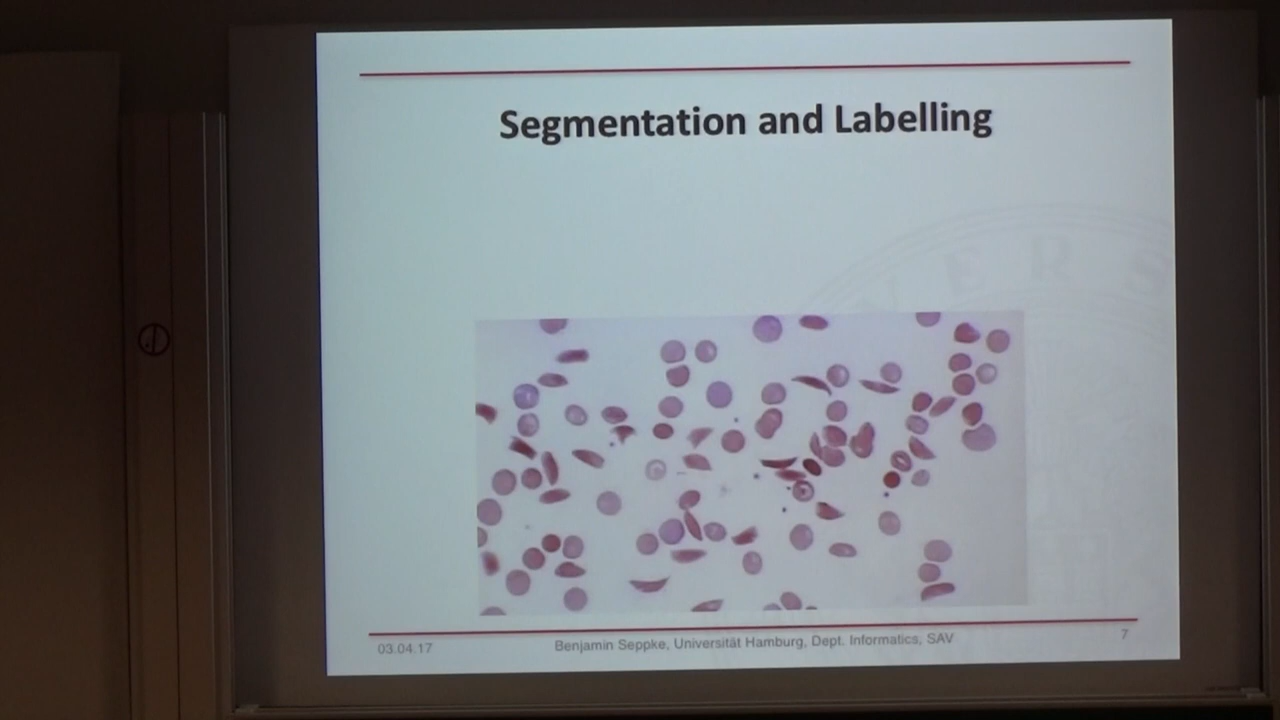 Segmentation and Labelling
E R S
03.04.17
Benjamin Seppke, Universität Hamburg, Dept. Informatics, SAV
7